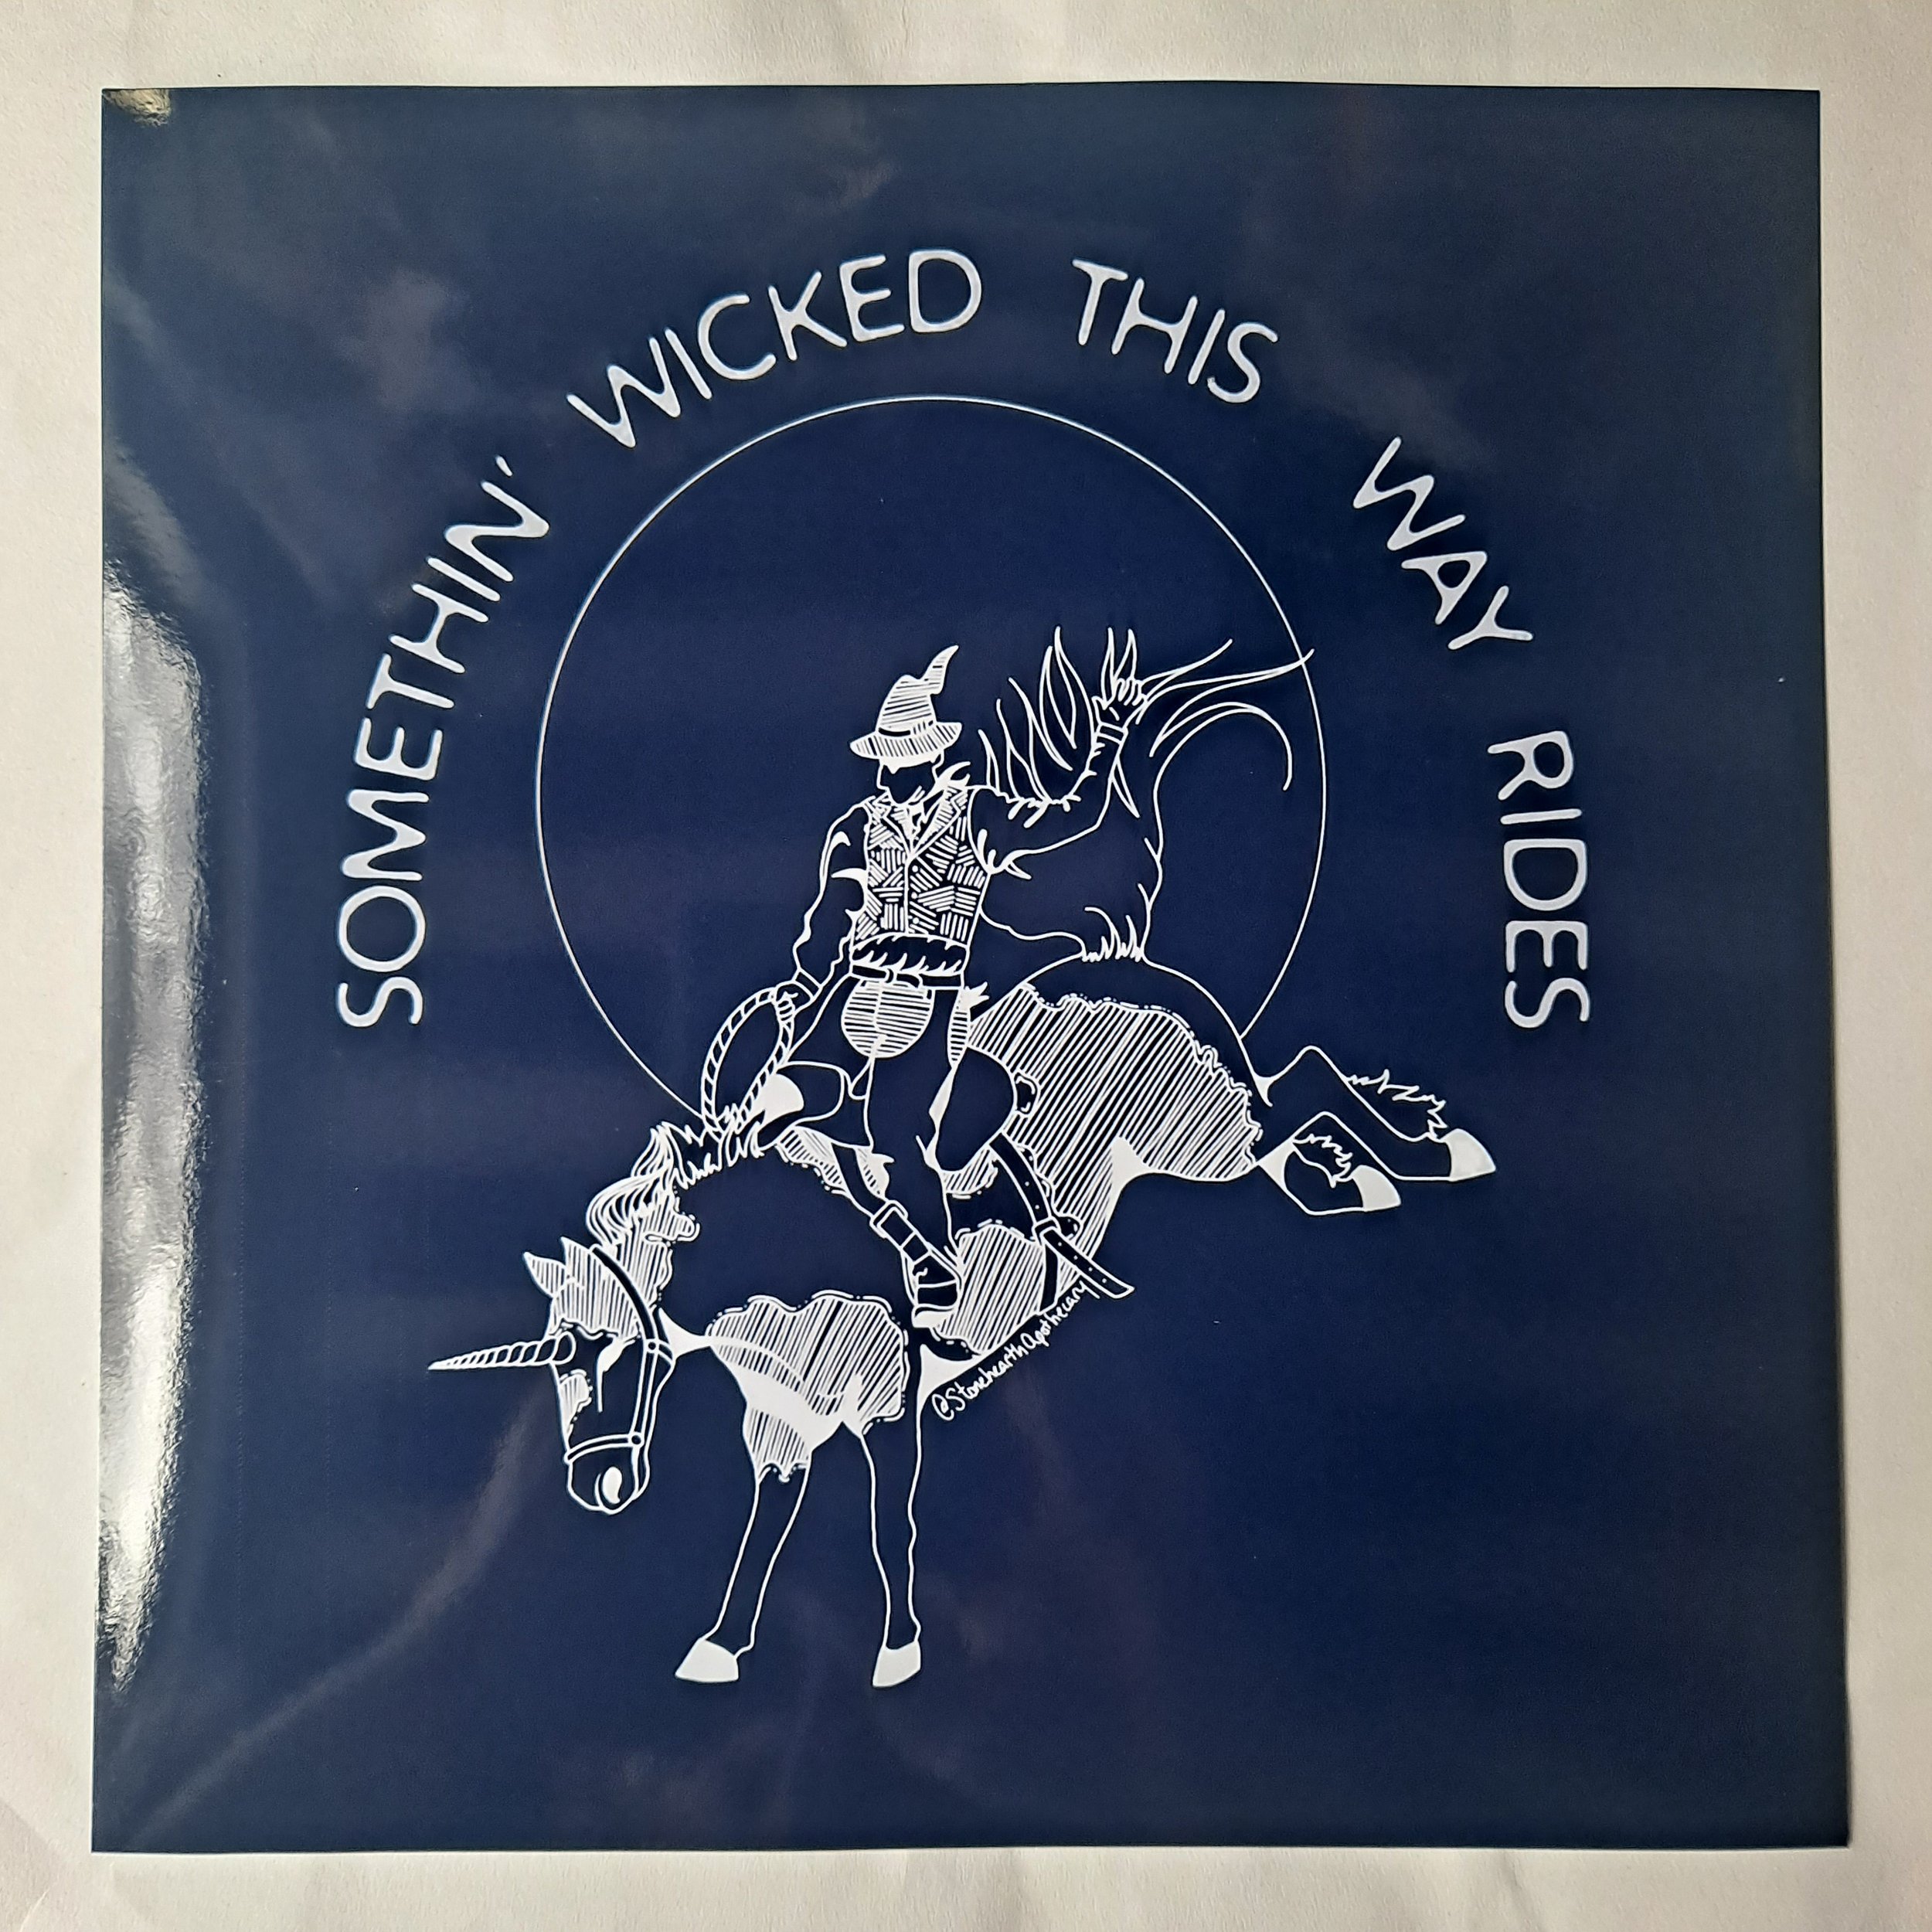 SOMETHIN' WICKED THIS WAY RIDES
@StonehearthApothecary